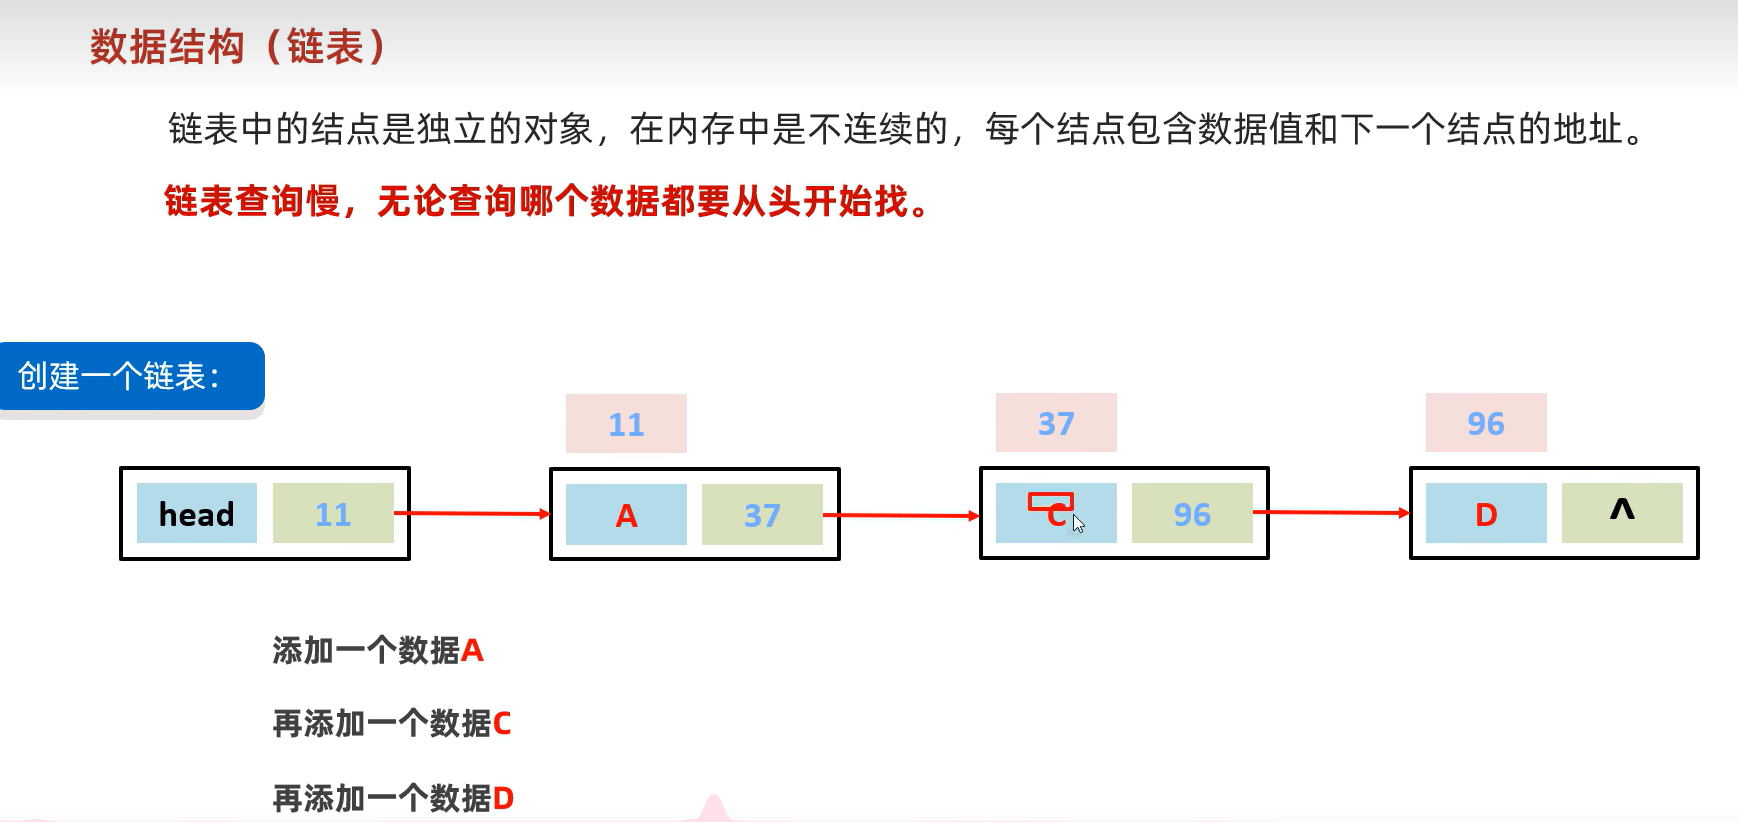 数据结构（链表）
链表中的结点是独立的对象，在内存中是不连续的，每个结点包含数据值和下一个结点的地址。
链表查询慢，无论查询哪个数据都要从头开始找。
创建一个链表：
11
37
96
head 11
A 37
C 96
D ^
添加一个数据A
再添加一个数据C
再添加一个数据D